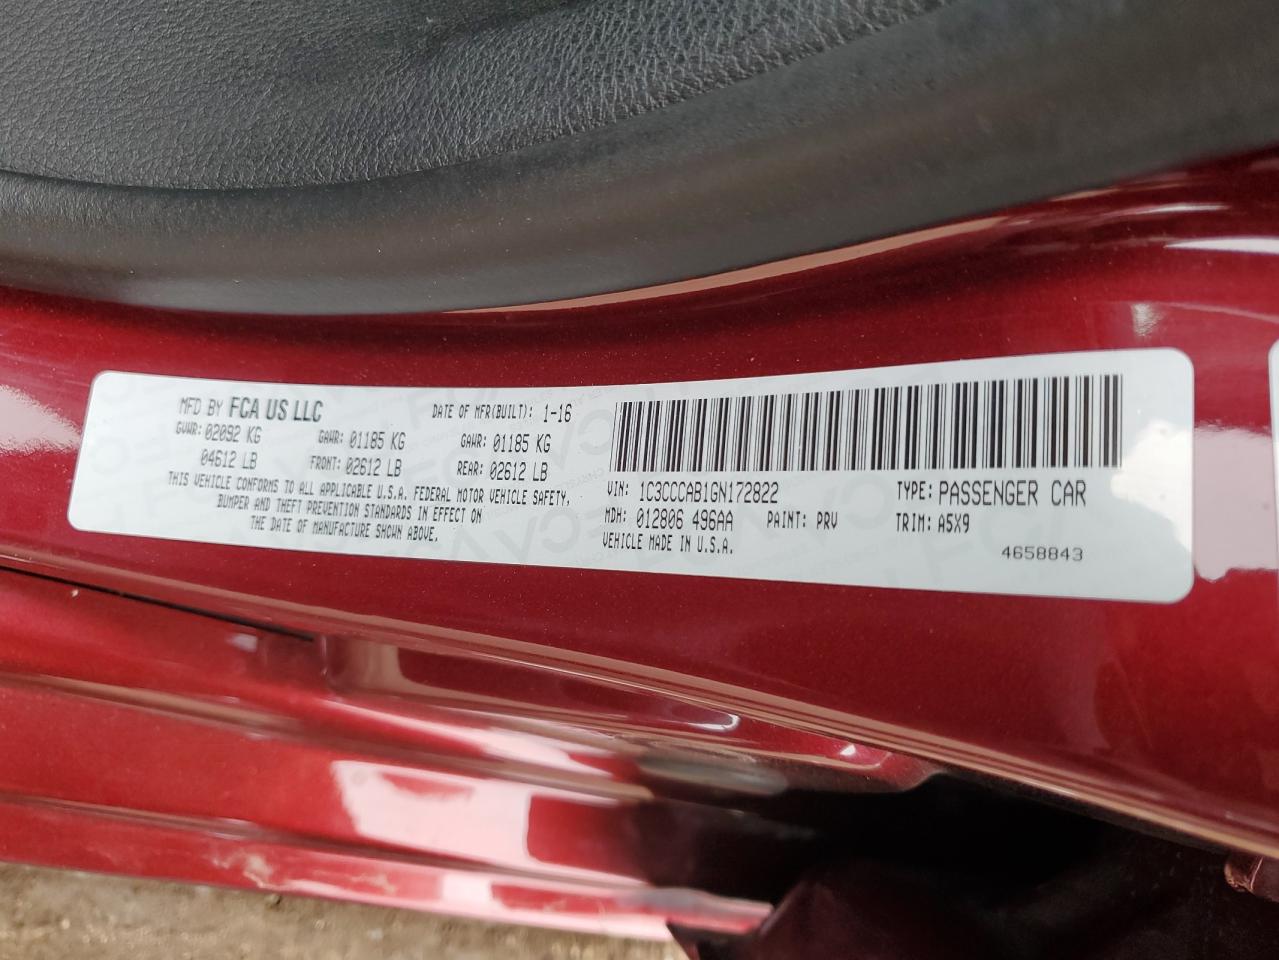 MFD BY FCA US LLC DATE OF MFR(BUILT): 1-16
GVWR: 02092 KG GAWR: 01185 KG GAWR: 01185 KG
04612 LB FRONT: 02612 LB REAR: 02612 LB
THIS VEHICLE CONFORMS TO ALL APPLICABLE U.S.A. FEDERAL MOTOR VEHICLE SAFETY,
BUMPER AND THEFT PREVENTION STANDARDS IN EFFECT ON
THE DATE OF MANUFACTURE SHOWN ABOVE.
VIN: 1C3CCCAB1GN172822 TYPE: PASSENGER CAR
MDH: 012806 496AA PAINT: PRV TRIM: A5X9
VEHICLE MADE IN U.S.A.
4658843